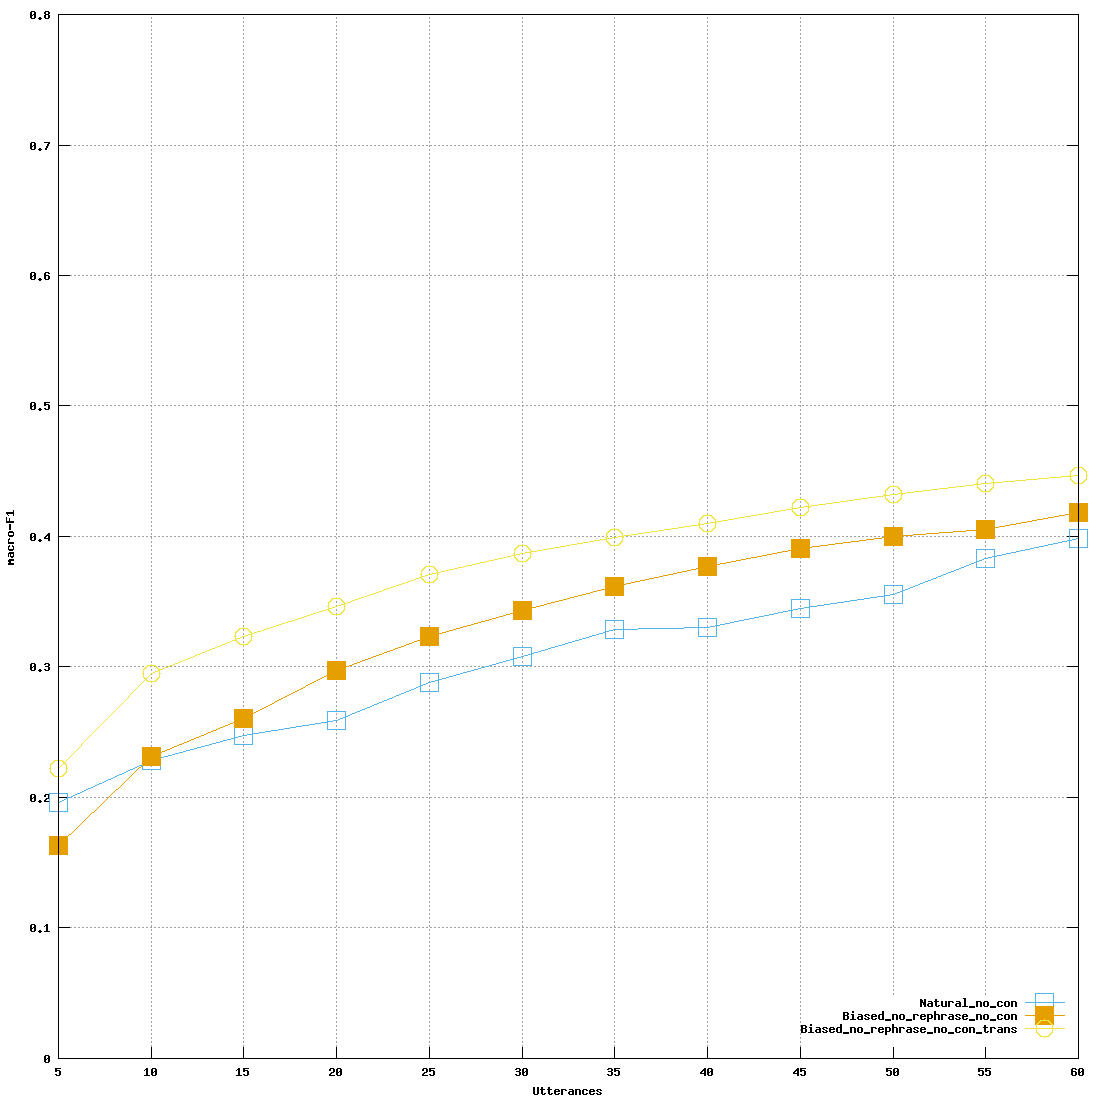 0.8
0.7
0.6
0.5
0.4
0.3
0.2
0.1
0
macro-F1
Natural_no_con
Biased_no_rephrase_no_con
Biased_no_rephrase_no_con_trans
5 10 15 20 25 30 35 40 45 50 55 60
Utterances